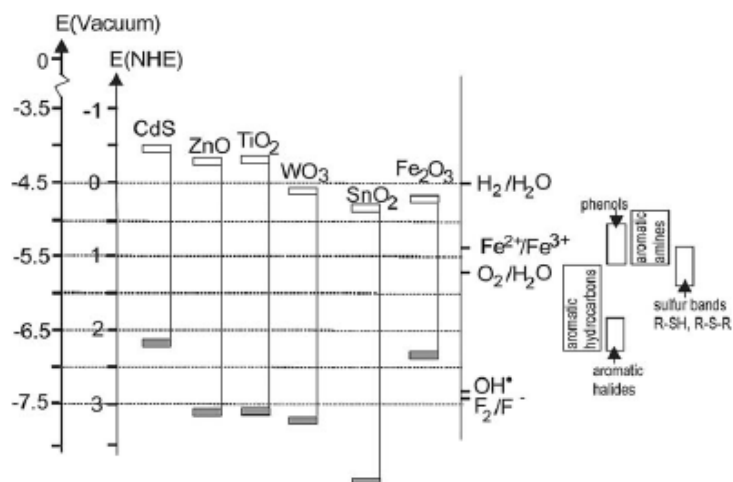 E(Vacuum)
0
E(NHE)
-3.5
-1
CdS
ZnO
TiO2
WO3
Fe2O3
-4.5
0
SnO2
H2/H2O
phenols
aromatic
amines
Fe2+/Fe3+
-5.5
1
O2/H2O
aromatic
hydrocarbons
sulfur bands
R-SH, R-S-R
-6.5
2
aromatic
halides
OH•
-7.5
3
F2/F-